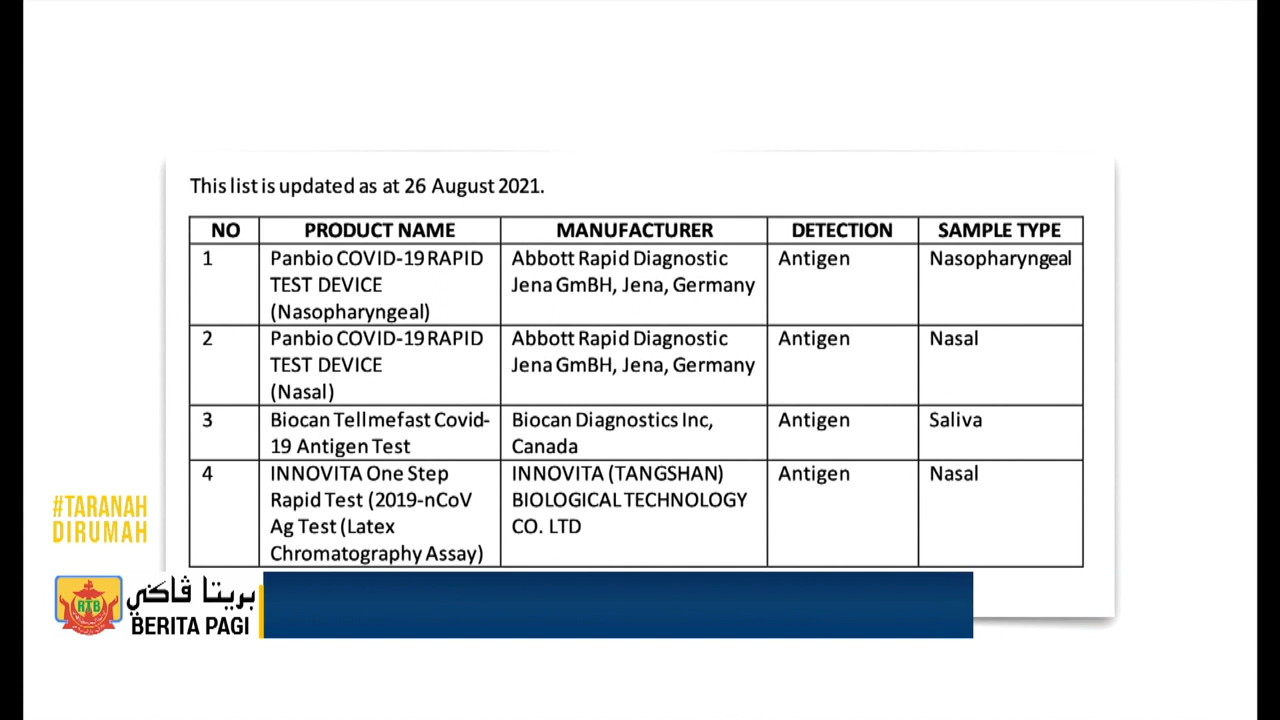 This list is updated as at 26 August 2021.
NO PRODUCT NAME MANUFACTURER DETECTION SAMPLE TYPE
1 Panbio COVID-19 RAPID Abbott Rapid Diagnostic Antigen Nasopharyngeal
TEST DEVICE Jena GmBH, Jena, Germany
(Nasopharyngeal)
2 Panbio COVID-19 RAPID Abbott Rapid Diagnostic Antigen Nasal
TEST DEVICE Jena GmBH, Jena, Germany
(Nasal)
3 Biocan Tellmefast Covid- Biocan Diagnostics Inc, Antigen Saliva
19 Antigen Test Canada
4 INNOVITA One Step INNOVITA (TANGSHAN) Antigen Nasal
Rapid Test (2019-nCoV BIOLOGICAL TECHNOLOGY
Ag Test (Latex CO. LTD
Chromatography Assay)
#TARANAH
DIRUMAH
RTB
بريتا ڤاڬي
BERITA PAGI